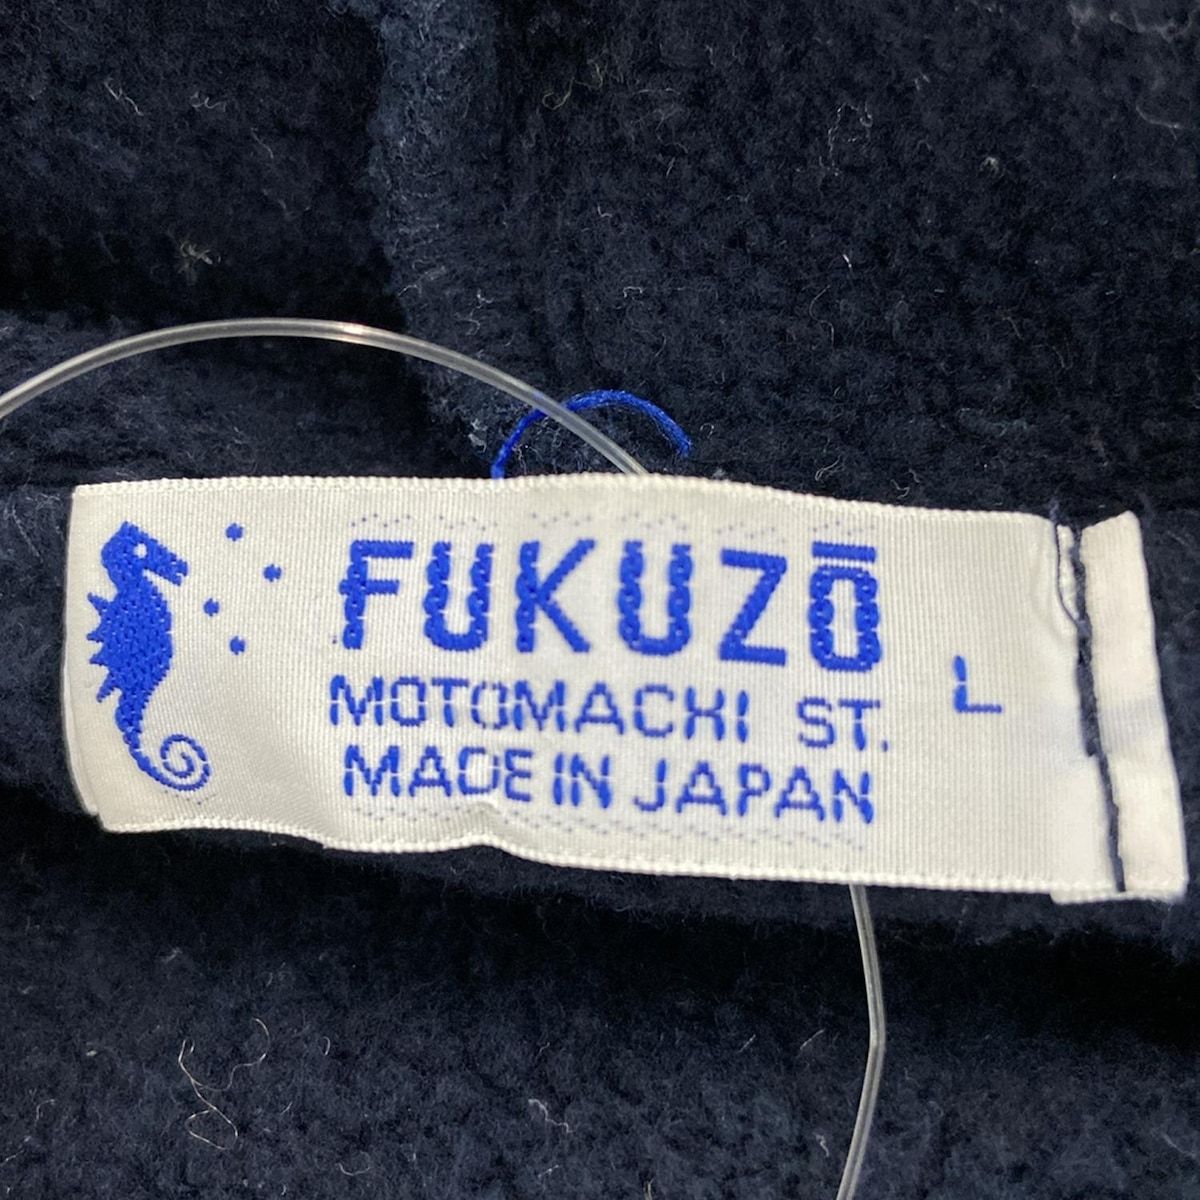 FUKUZŌ
MOTOMACHI ST.
MADE IN JAPAN
L